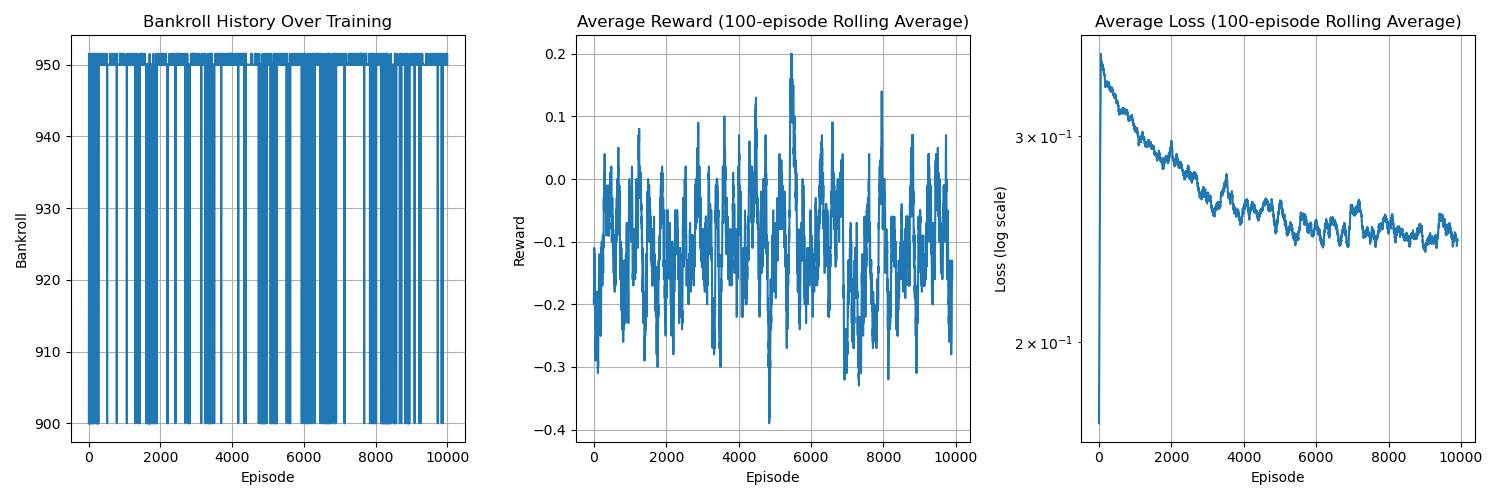 Bankroll History Over Training
Bankroll
950
940
930
920
910
900
0 2000 4000 6000 8000 10000
Episode
Average Reward (100-episode Rolling Average)
Reward
0.2
0.1
0.0
−0.1
−0.2
−0.3
−0.4
0 2000 4000 6000 8000 10000
Episode
Average Loss (100-episode Rolling Average)
Loss (log scale)
3 × 10⁻¹
2 × 10⁻¹
0 2000 4000 6000 8000 10000
Episode